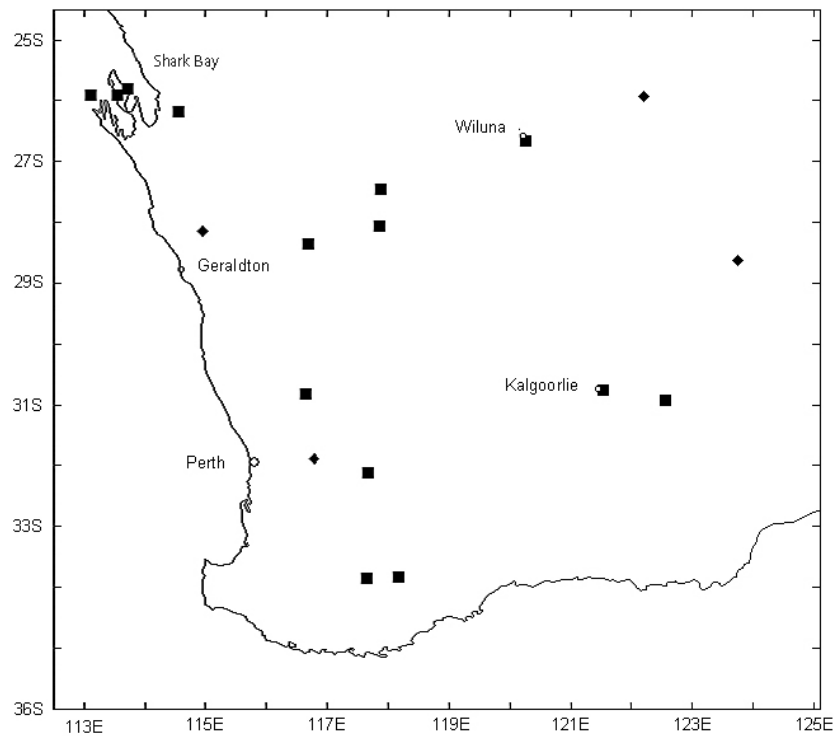 25S
Shark Bay
Wiluna
27S
Geraldton
29S
Kalgoorlie
31S
Perth
33S
36S
113E 115E 117E 119E 121E 123E 125E